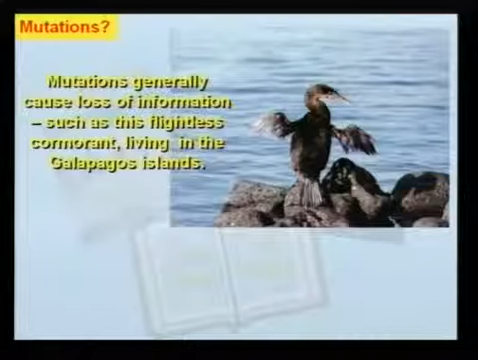 Mutations?
Mutations generally
cause loss of information
– such as this flightless
cormorant, living in the
Galapagos islands.